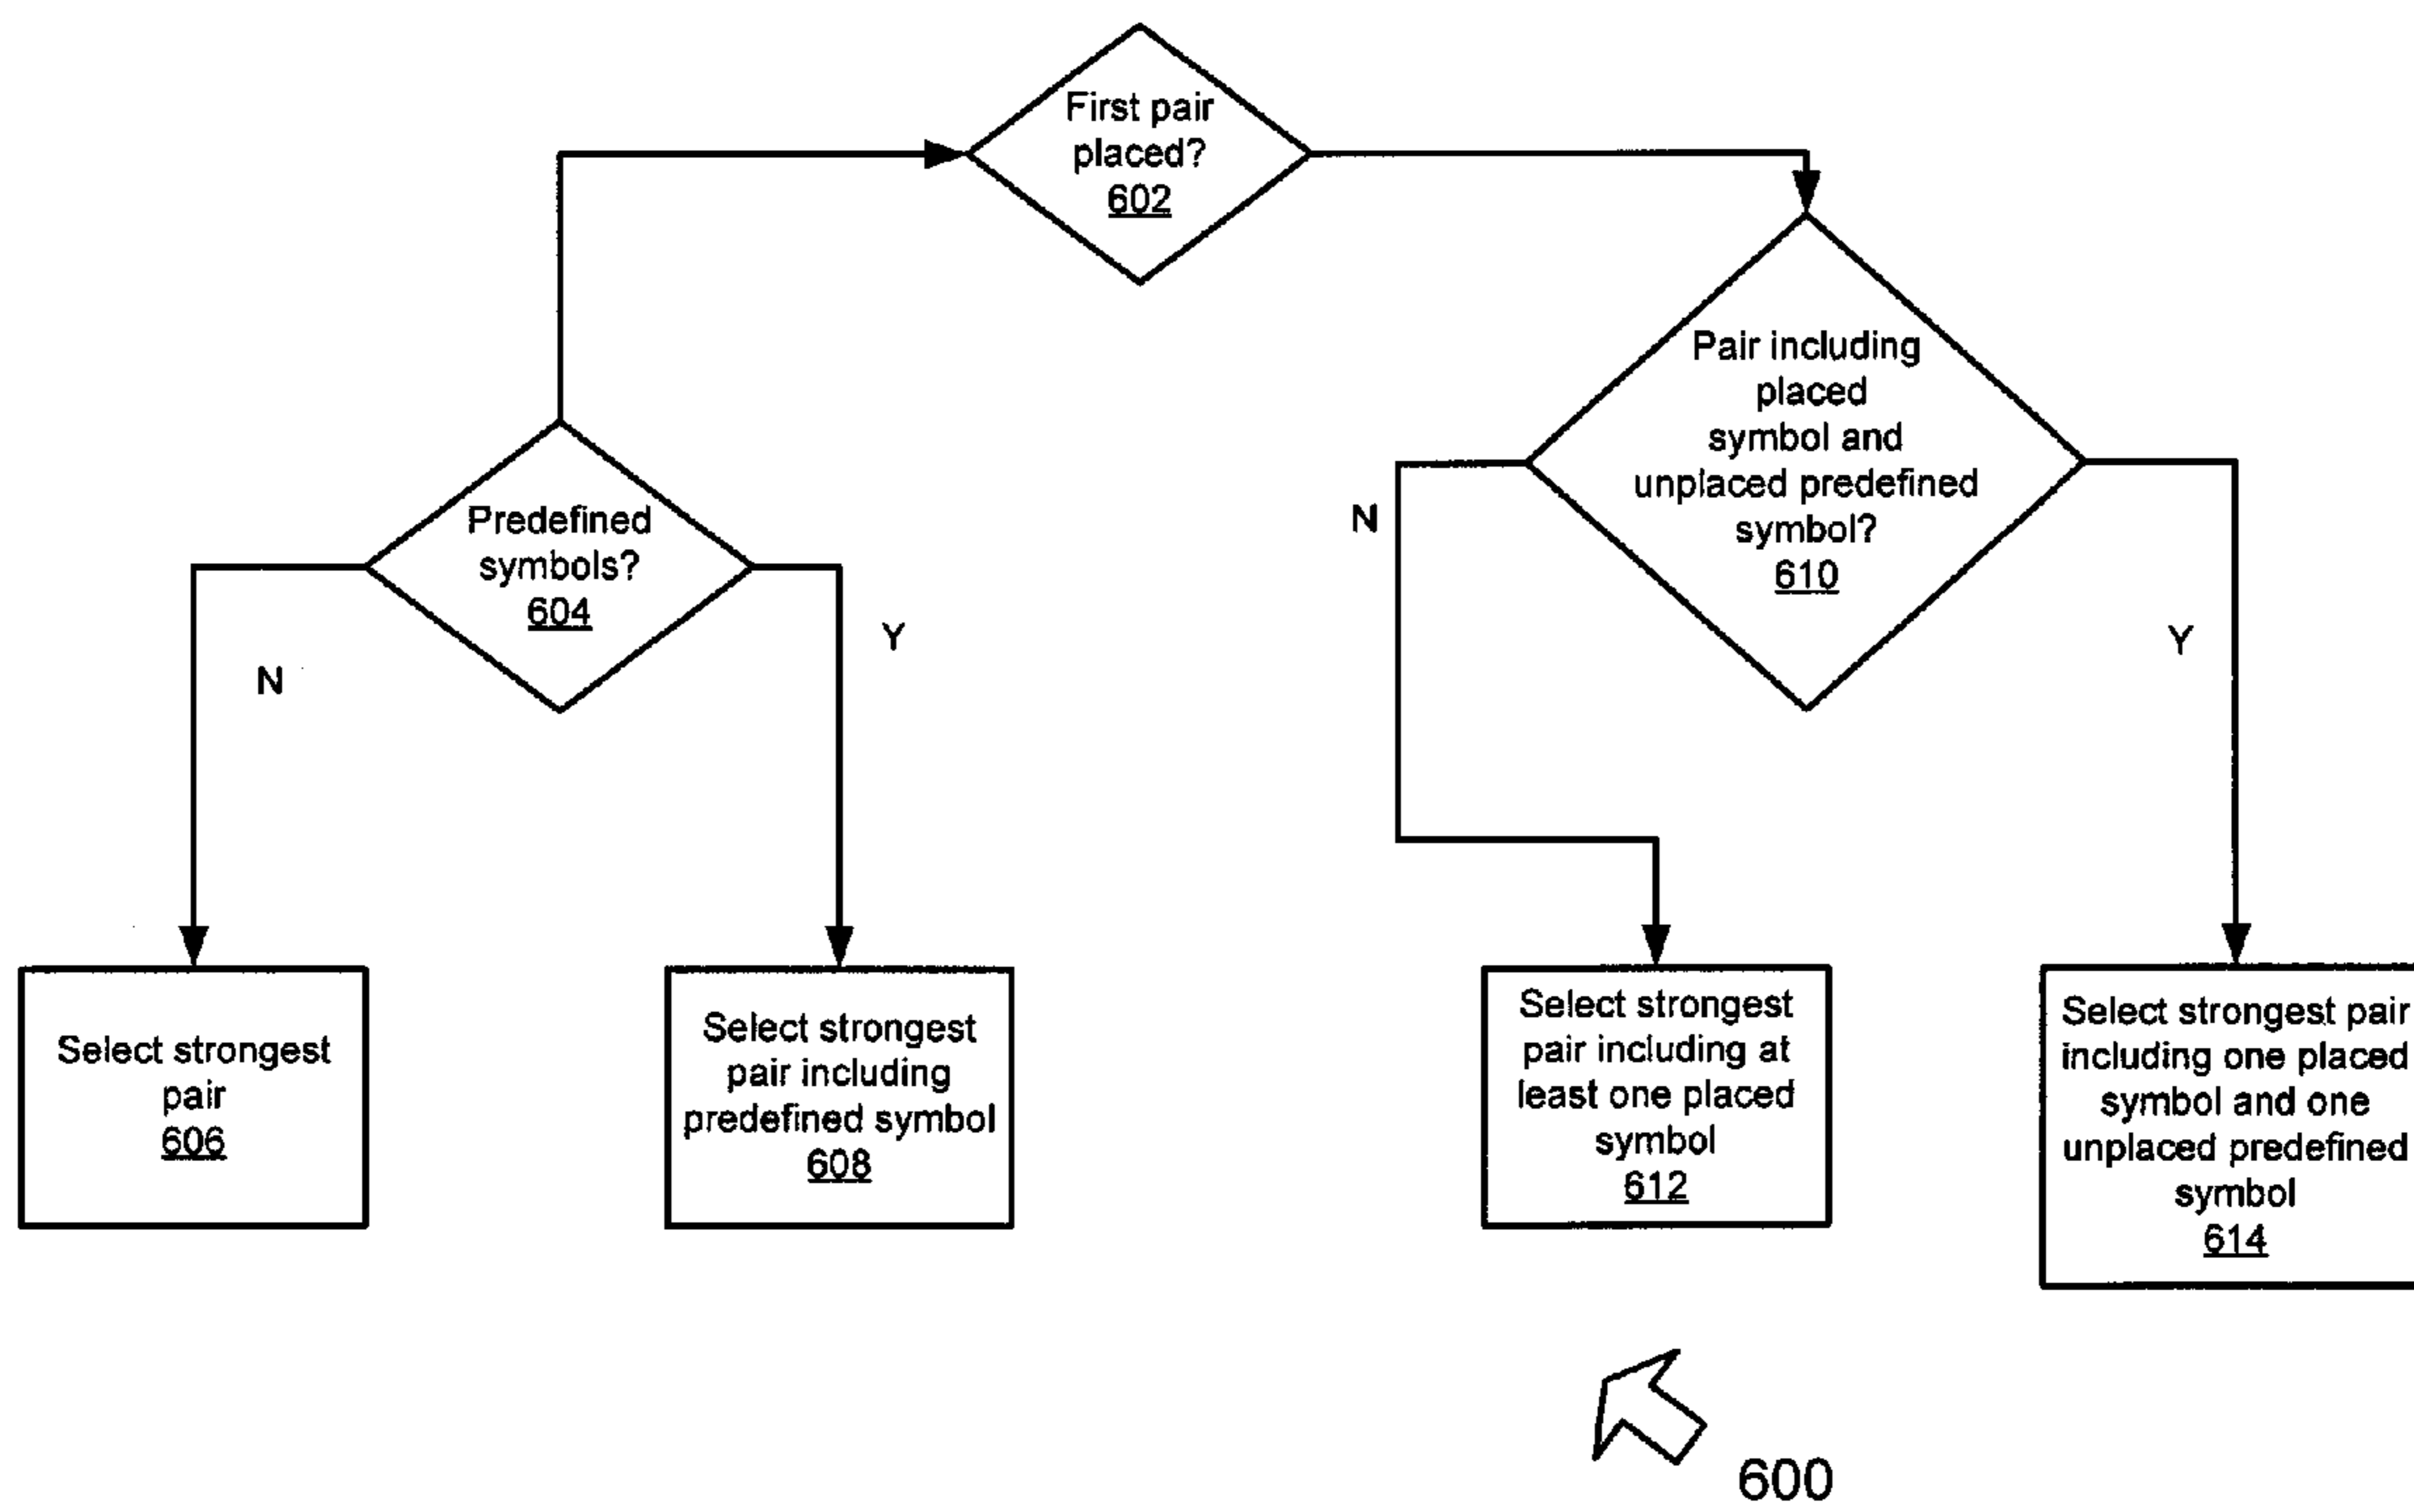 First pair
placed?
602
Predefined
symbols?
604
N
Y
Pair including
placed
symbol and
unplaced predefined
symbol?
610
N
Y
Select strongest
pair
606
Select strongest
pair including
predefined symbol
608
Select strongest
pair including at
least one placed
symbol
612
Select strongest pair
including one placed
symbol and one
unplaced predefined
symbol
614
600